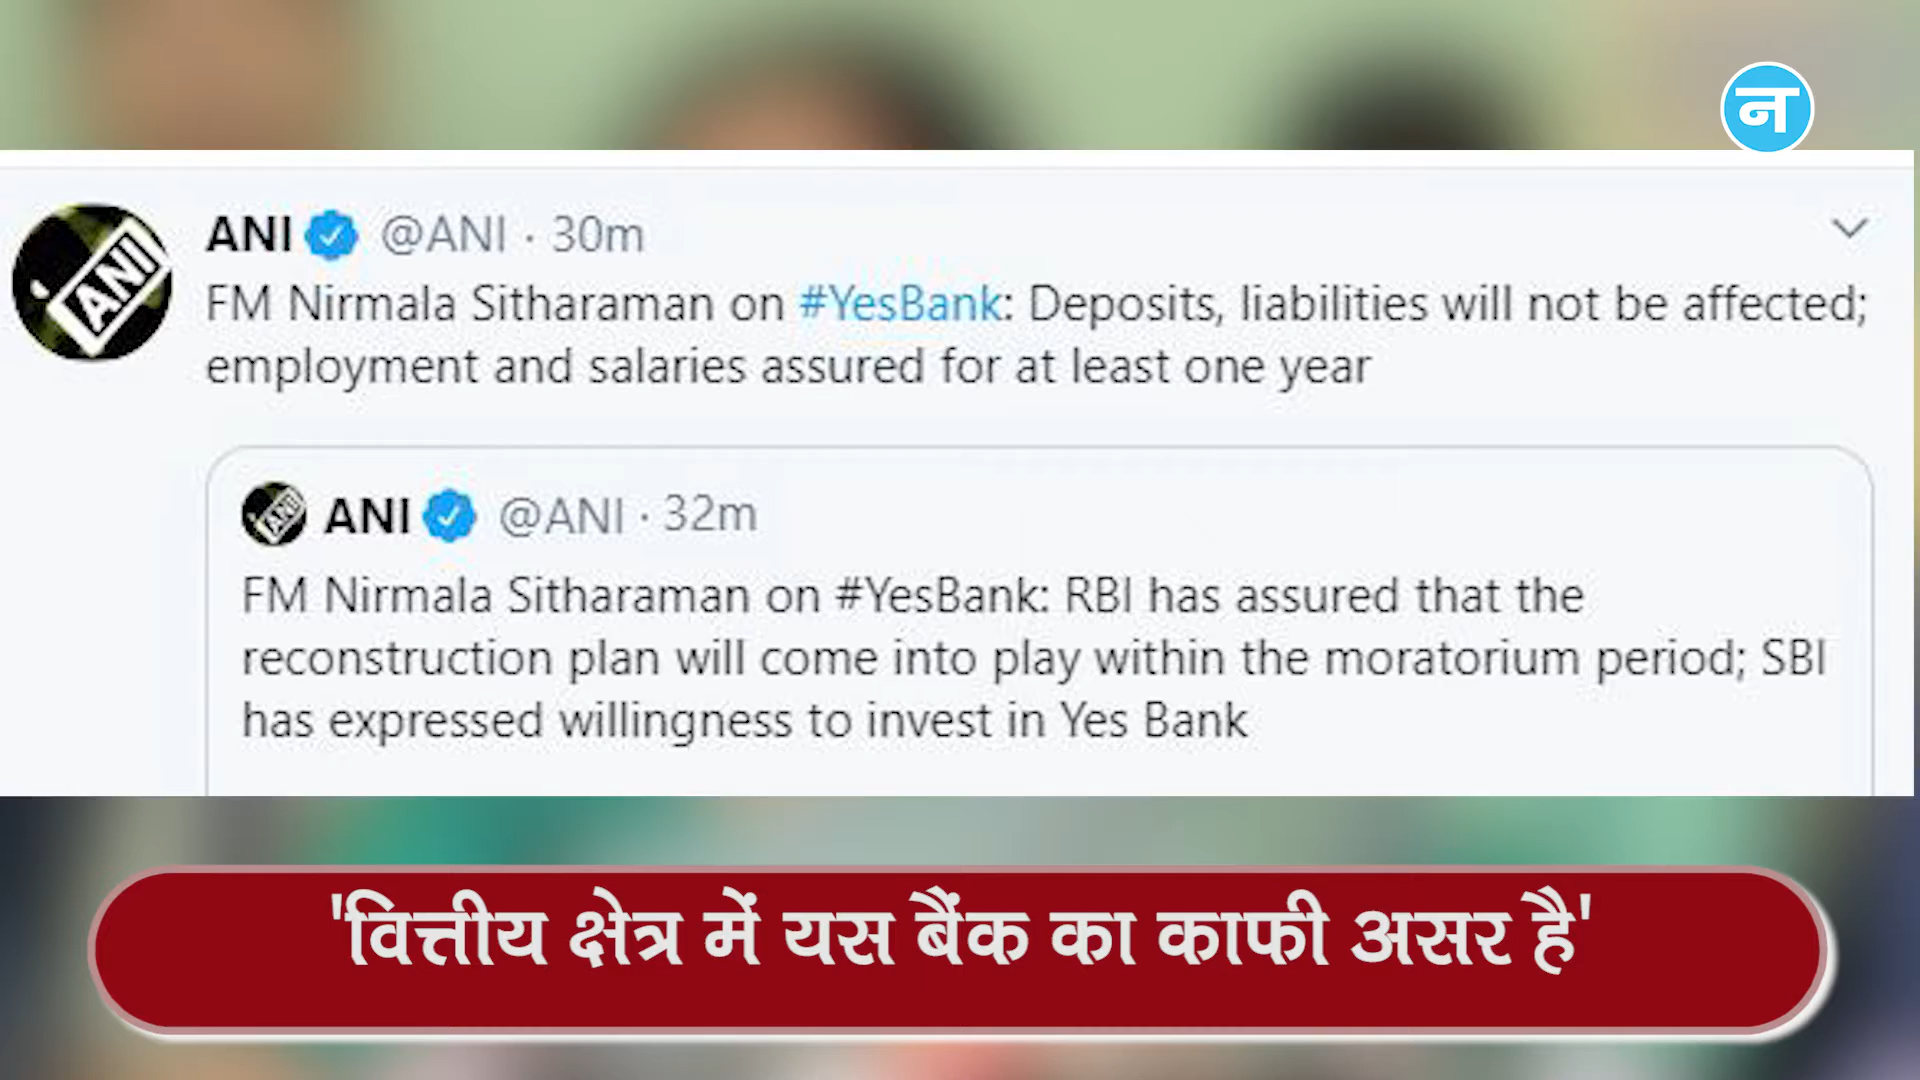 न
ANI @ANI · 30m
FM Nirmala Sitharaman on #YesBank: Deposits, liabilities will not be affected;
employment and salaries assured for at least one year
ANI
ANI @ANI · 32m
FM Nirmala Sitharaman on #YesBank: RBI has assured that the
reconstruction plan will come into play within the moratorium period; SBI
has expressed willingness to invest in Yes Bank
ANI
'वित्तीय क्षेत्र में यस बैंक का काफी असर है'